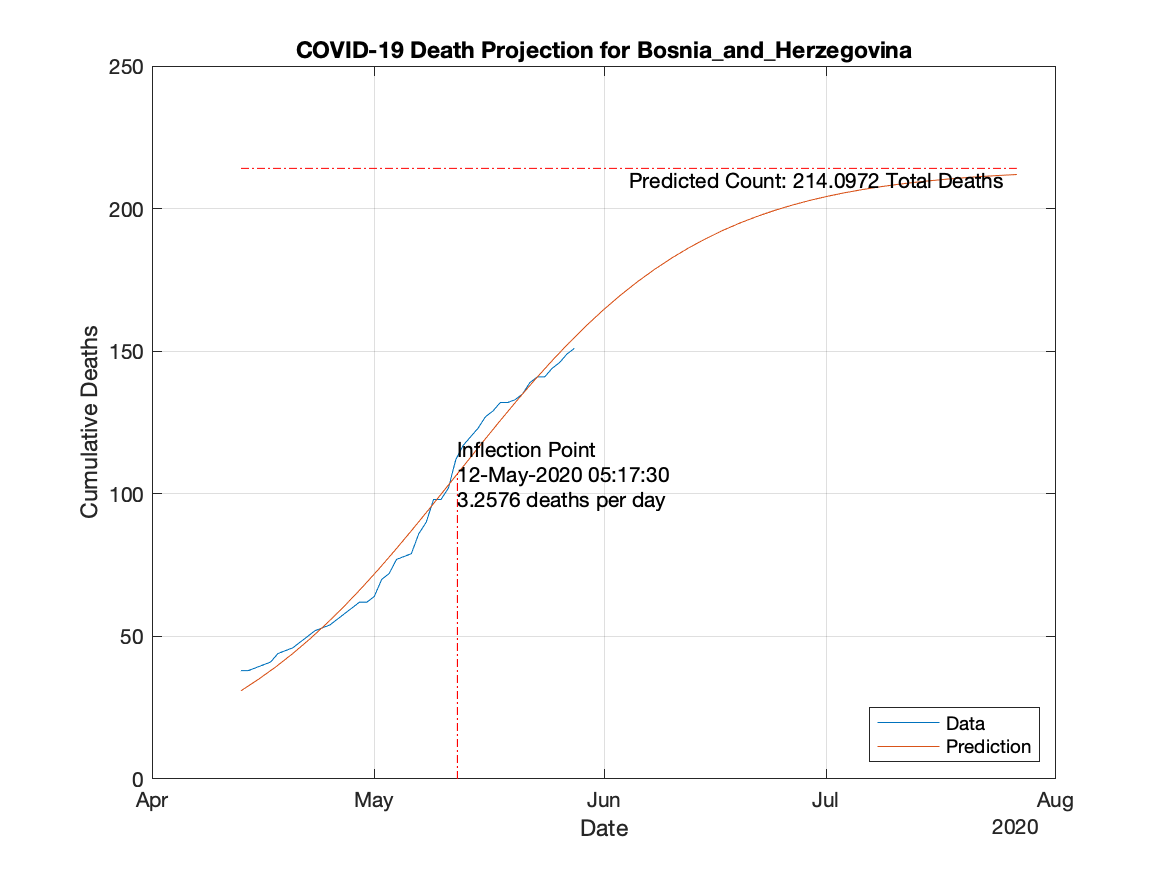 COVID-19 Death Projection for Bosnia_and_Herzegovina
250
200
150
100
50
0
Cumulative Deaths
Predicted Count: 214.0972 Total Deaths
Inflection Point
12-May-2020 05:17:30
3.2576 deaths per day
Data
Prediction
Apr
May
Jun
Jul
Aug
Date
2020